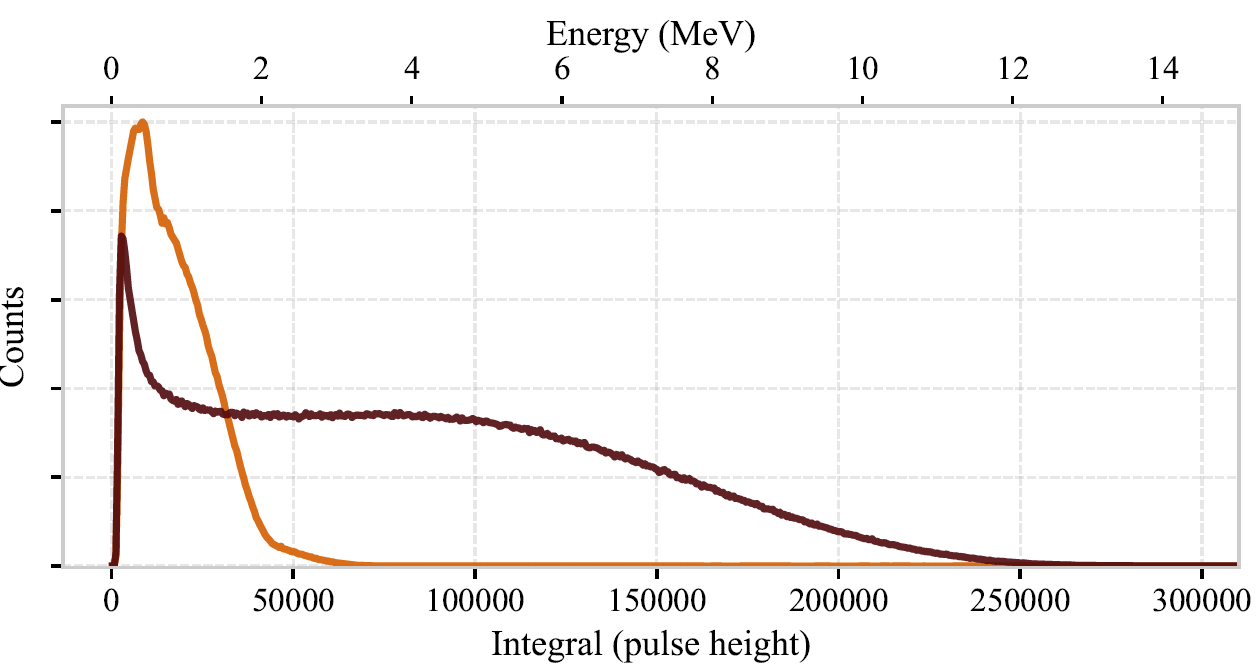 Energy (MeV)
0 2 4 6 8 10 12 14
Counts
0 50000 100000 150000 200000 250000 300000
Integral (pulse height)